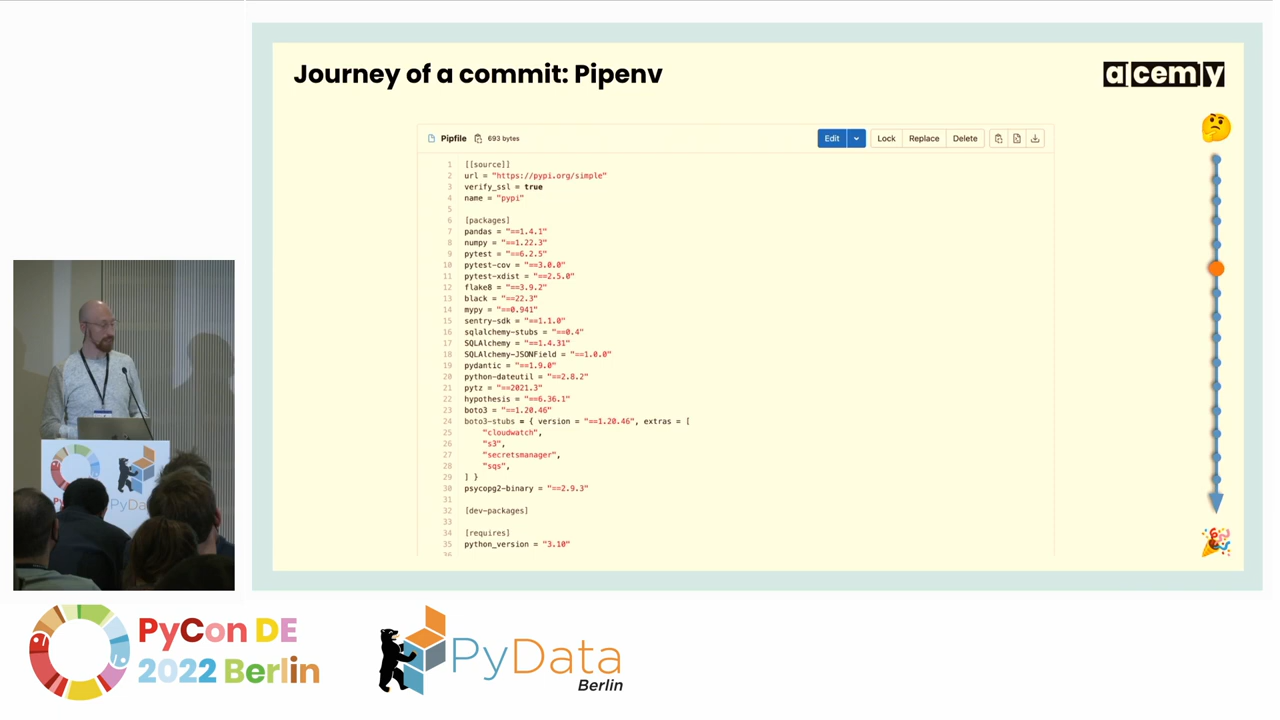 Journey of a commit: Pipenv
a[cem]y
Pipfile 693 bytes
Edit Lock Replace Delete
1 [[source]]
2 url = "https://pypi.org/simple"
3 verify_ssl = true
4 name = "pypi"
5
6 [packages]
7 pandas = "==1.4.1"
8 numpy = "==1.22.3"
9 pytest = "==6.2.5"
10 pytest-cov = "==3.0.0"
11 pytest-xdist = "==2.5.0"
12 flake8 = "==3.9.2"
13 black = "==22.3"
14 mypy = "==0.941"
15 sentry-sdk = "==1.1.0"
16 sqlalchemy-stubs = "==0.4"
17 SQLAlchemy = "==1.4.31"
18 SQLAlchemy-JSONField = "==1.0.0"
19 pydantic = "==1.9.0"
20 python-dateutil = "==2.8.2"
21 pytz = "==2021.3"
22 hypothesis = "==6.36.1"
23 boto3 = "==1.20.46"
24 boto3-stubs = { version = "==1.20.46", extras = [
25 "cloudwatch",
26 "s3",
27 "secretsmanager",
28 "sqs",
29 ] }
30 psycopg2-binary = "==2.9.3"
31
32 [dev-packages]
33
34 [requires]
35 python_version = "3.10"
36
PyData
PyCon DE
2022 Berlin
PyData
Berlin